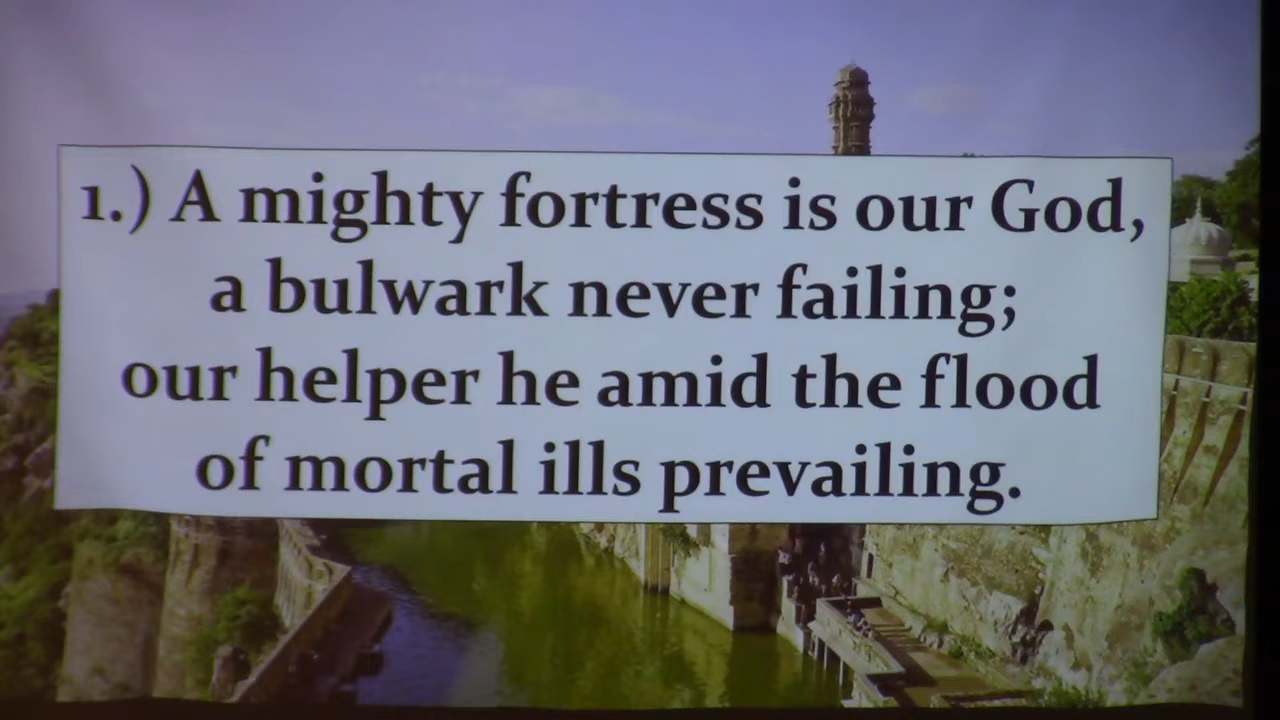 1.) A mighty fortress is our God,
a bulwark never failing;
our helper he amid the flood
of mortal ills prevailing.